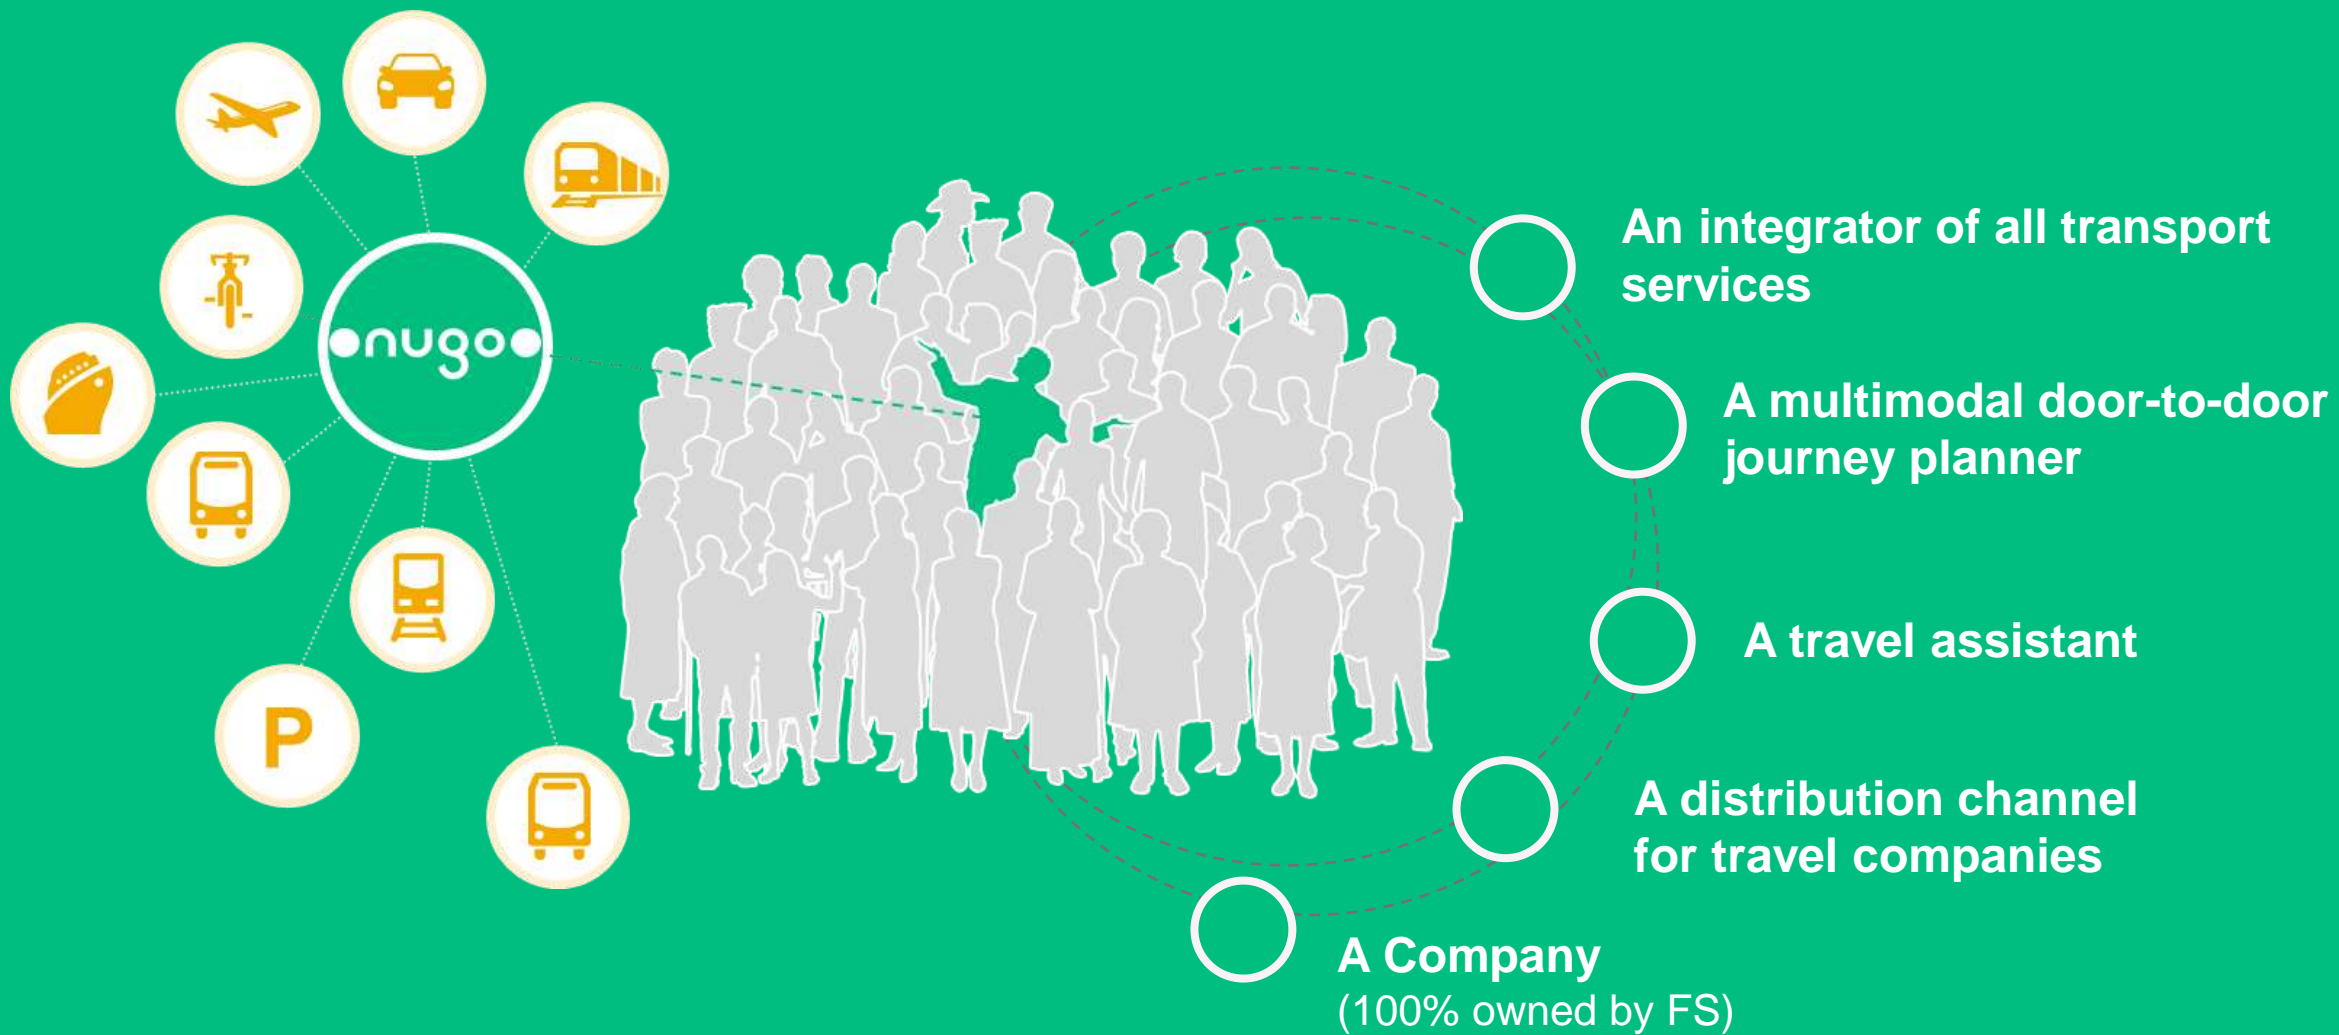 nugo
An integrator of all transport
services
A multimodal door-to-door
journey planner
A travel assistant
P
A distribution channel
for travel companies
A Company
(100% owned by FS)